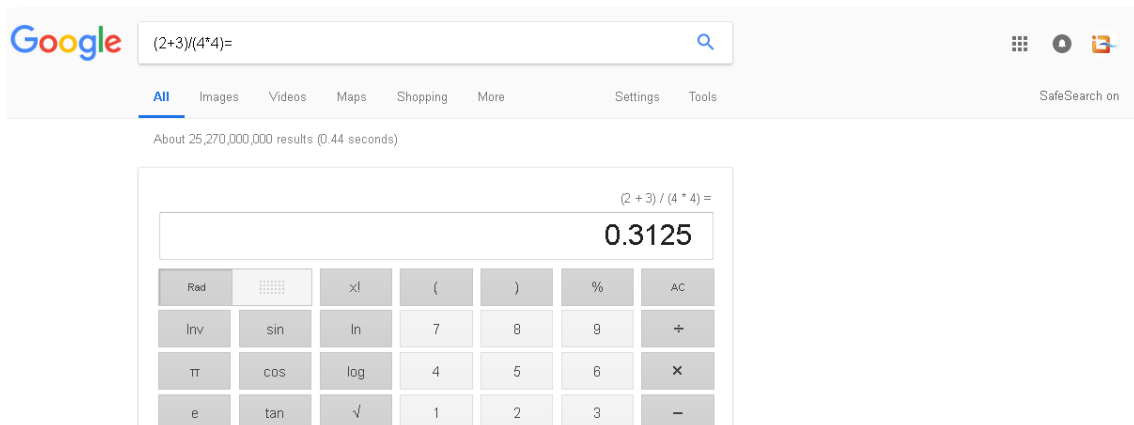 Google (2+3)/(4*4)=
All Images Videos Maps Shopping More Settings Tools SafeSearch on
About 25,270,000,000 results (0.44 seconds)
(2 + 3) / (4 * 4) =
0.3125
Rad x! ( ) % AC
Inv sin ln 7 8 9 ÷
π cos log 4 5 6 ×
e tan √ 1 2 3 −